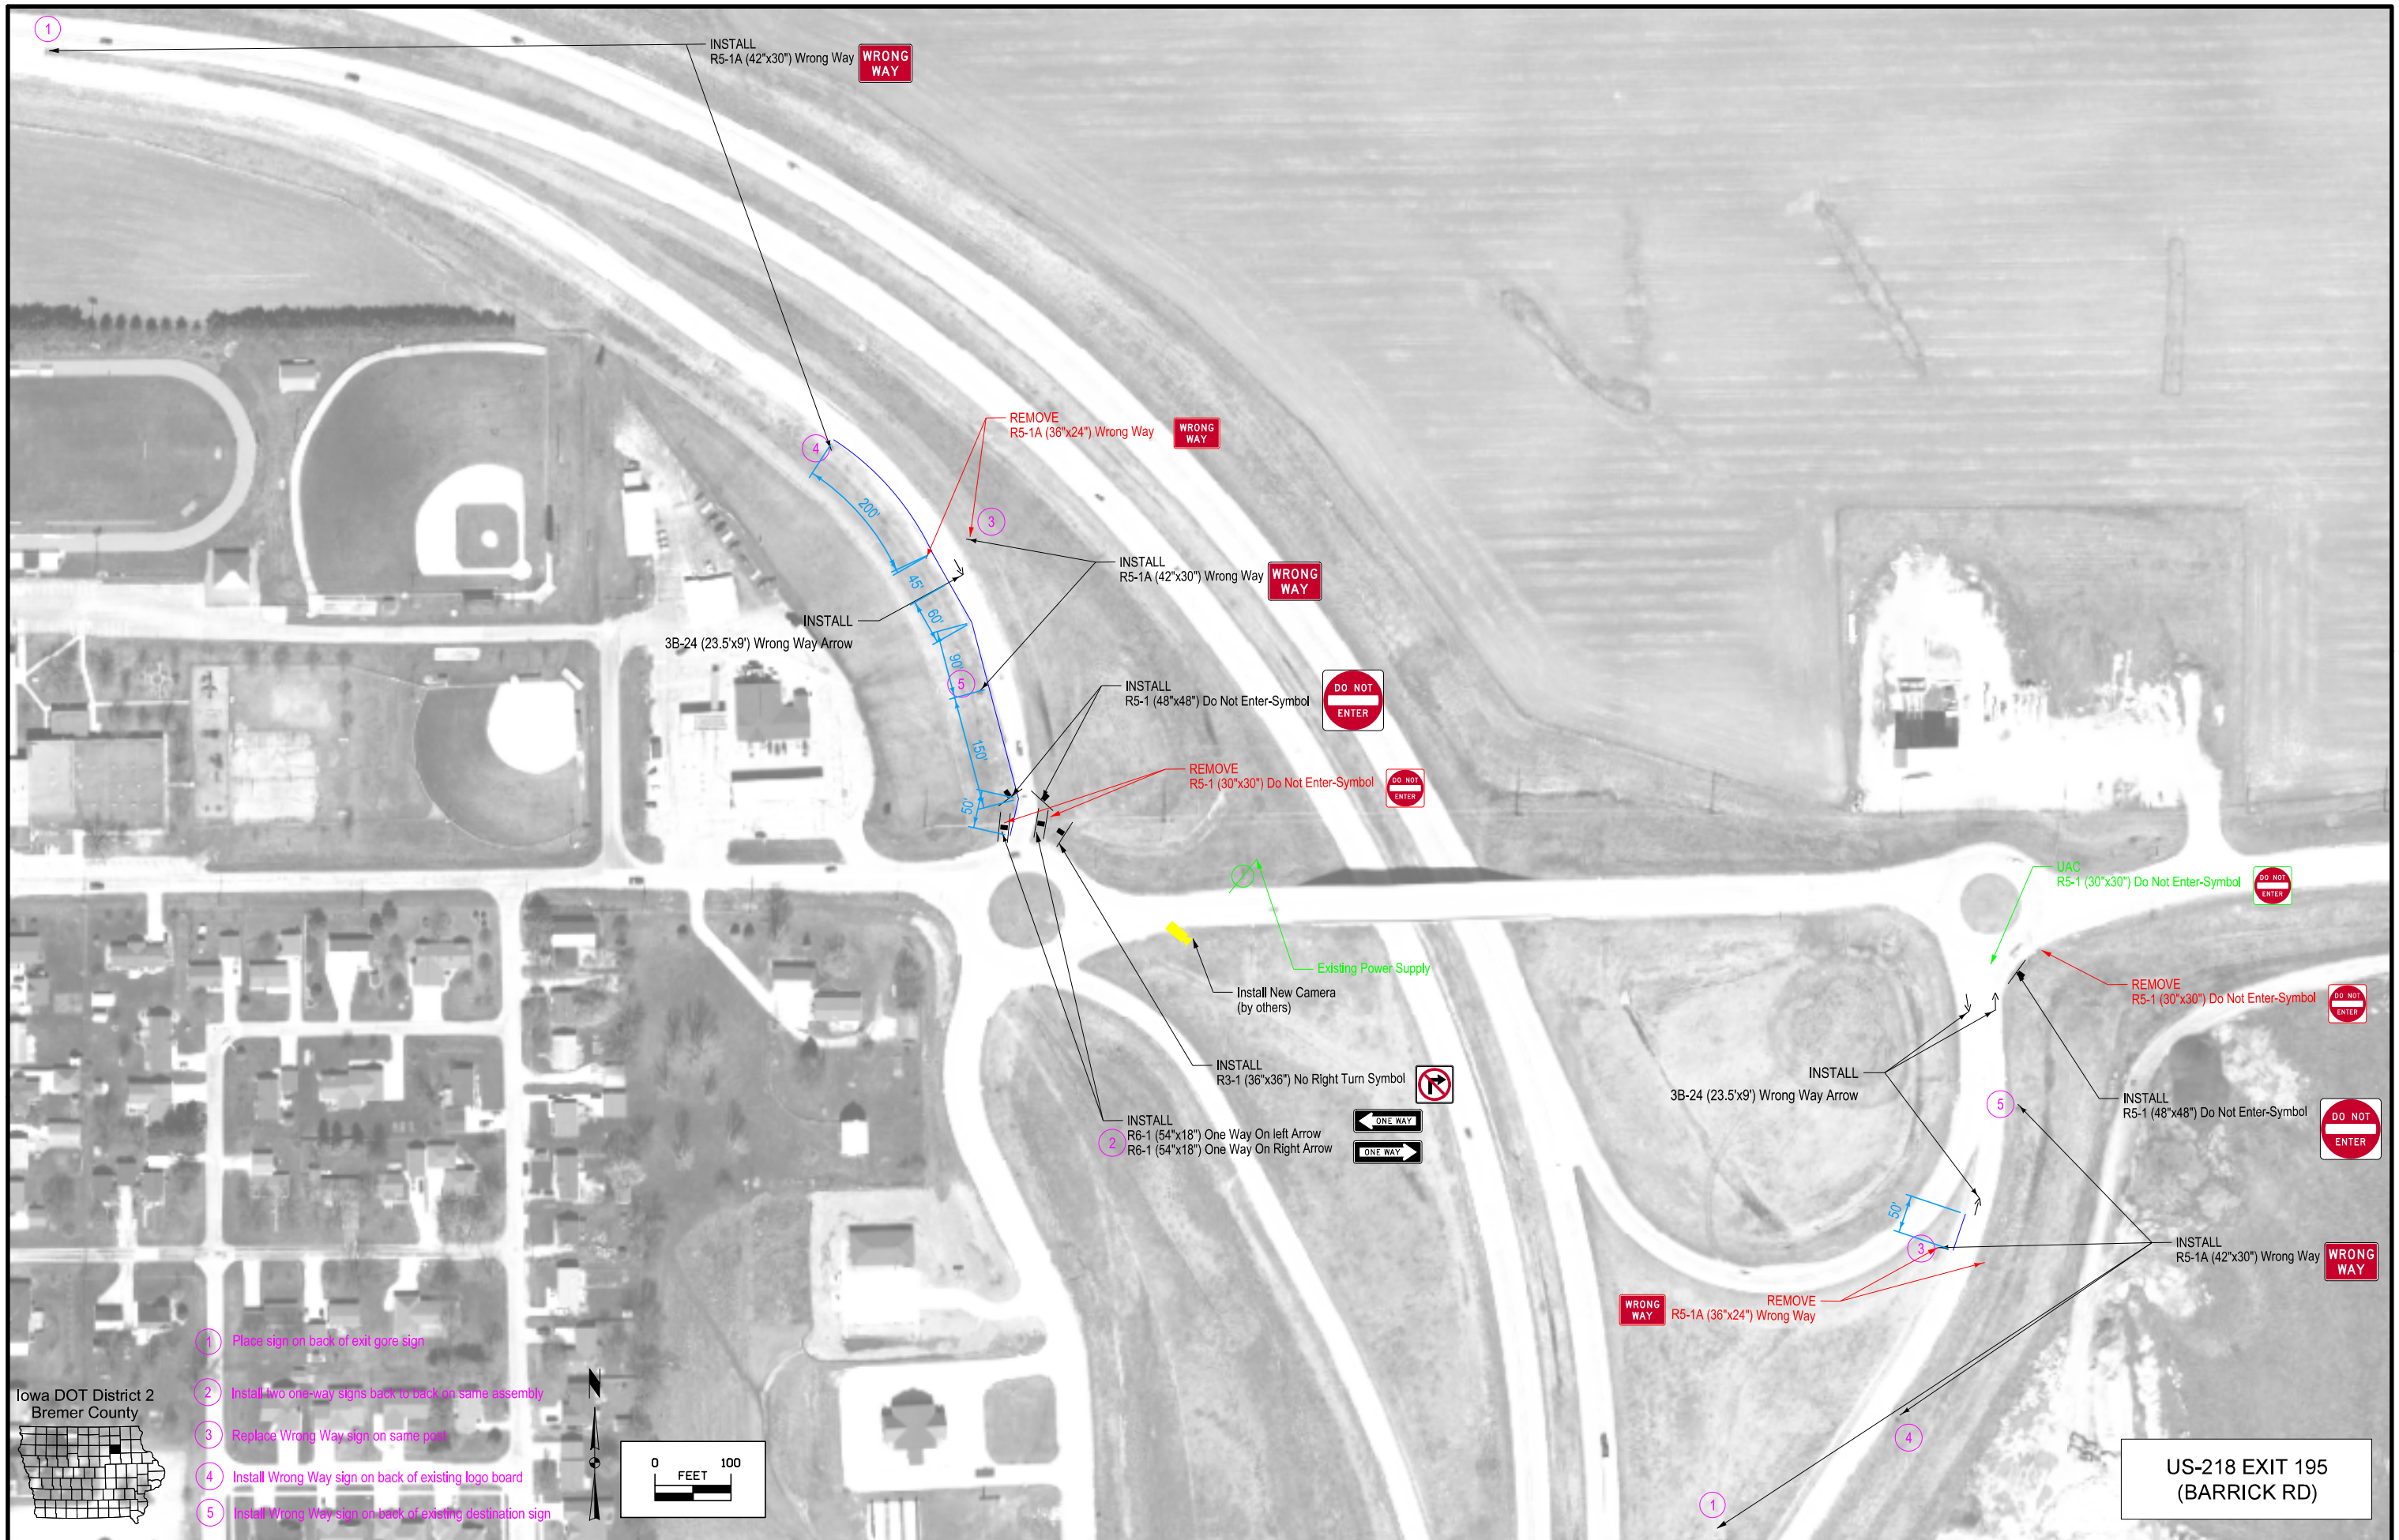 1
INSTALL
R5-1A (42"x30") Wrong Way
WRONG
WAY
REMOVE
R5-1A (36"x24") Wrong Way
WRONG
WAY
4
200'
3
45'
INSTALL
R5-1A (42"x30") Wrong Way
WRONG
WAY
60'
INSTALL
3B-24 (23.5'x9') Wrong Way Arrow
90'
5
INSTALL
R5-1 (48"x48") Do Not Enter-Symbol
DO NOT
ENTER
150'
REMOVE
R5-1 (30"x30") Do Not Enter-Symbol
DO NOT
ENTER
50'
UAC
R5-1 (30"x30") Do Not Enter-Symbol
DO NOT
ENTER
Existing Power Supply
Install New Camera
(by others)
REMOVE
R5-1 (30"x30") Do Not Enter-Symbol
DO NOT
ENTER
INSTALL
R3-1 (36"x36") No Right Turn Symbol
INSTALL
3B-24 (23.5'x9') Wrong Way Arrow
5
INSTALL
R5-1 (48"x48") Do Not Enter-Symbol
DO NOT
ENTER
2
INSTALL
R6-1 (54"x18") One Way On left Arrow
R6-1 (54"x18") One Way On Right Arrow
ONE WAY
ONE WAY
50'
3
INSTALL
R5-1A (42"x30") Wrong Way
WRONG
WAY
WRONG
WAY
REMOVE
R5-1A (36"x24") Wrong Way
4
1
1 Place sign on back of exit gore sign
2 Install two one-way signs back to back on same assembly
3 Replace Wrong Way sign on same post
4 Install Wrong Way sign on back of existing logo board
5 Install Wrong Way sign on back of existing destination sign
Iowa DOT District 2
Bremer County
N
0 100
FEET
US-218 EXIT 195
(BARRICK RD)